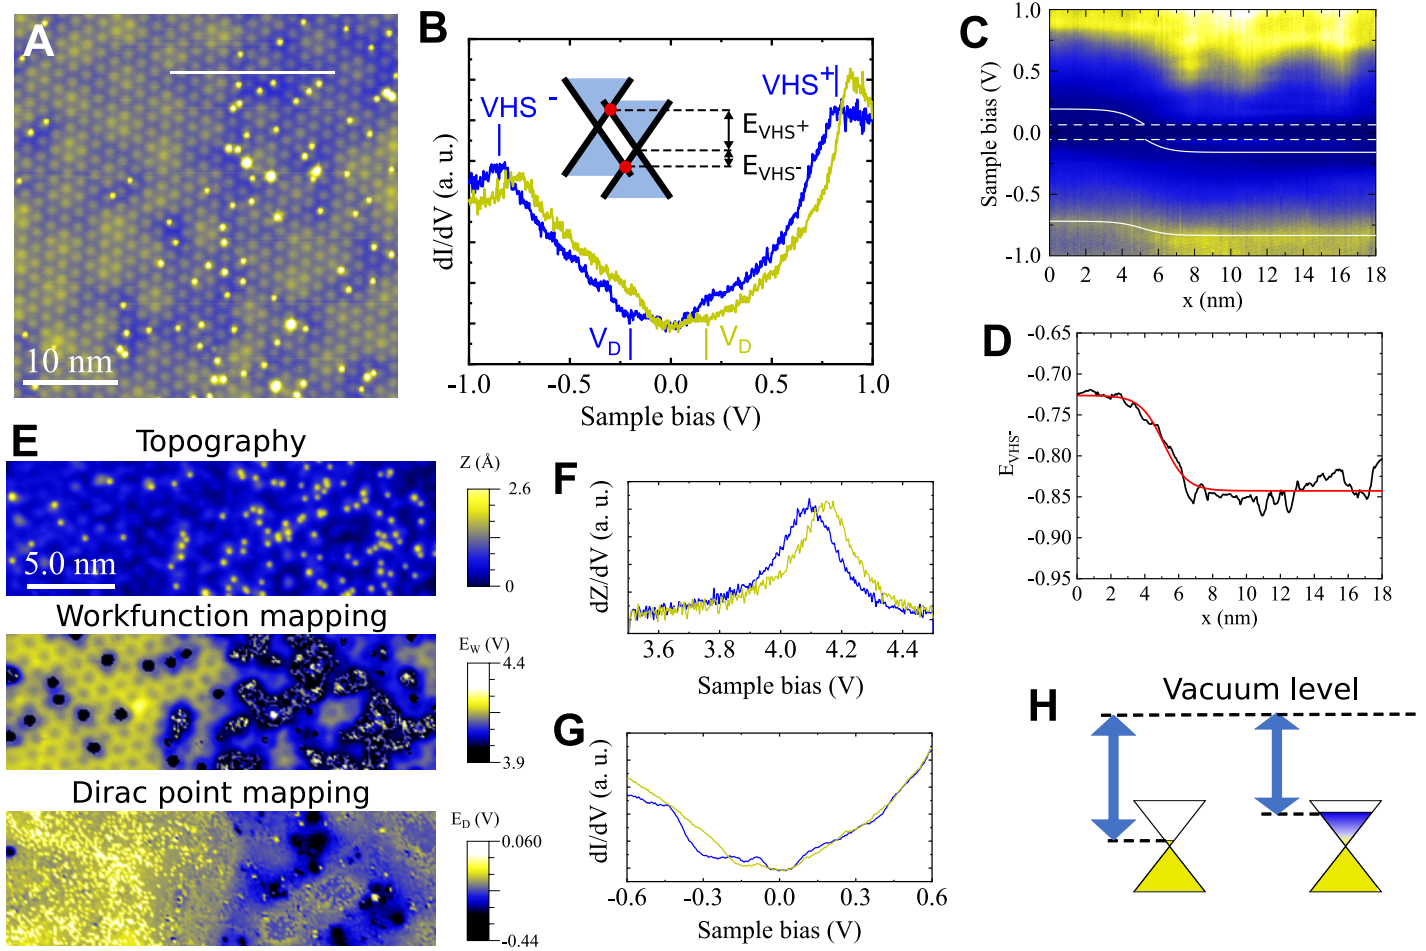 A
10 nm
B
VHS -
VHS+
EVHS+
EVHS-
VD
VD
dI/dV (a. u.)
-1.0 -0.5 0.0 0.5 1.0
Sample bias (V)
C
1.0
0.5
0.0
-0.5
-1.0
Sample bias (V)
0 2 4 6 8 10 12 14 16 18
x (nm)
D
-0.65
-0.70
-0.75
-0.80
-0.85
-0.90
-0.95
EVHS-
0 2 4 6 8 10 12 14 16 18
x (nm)
E
Topography
Z (Å)
2.6
0
5.0 nm
Workfunction mapping
EW (V)
4.4
3.9
Dirac point mapping
ED (V)
0.060
-0.44
F
dZ/dV (a. u.)
3.6 3.8 4.0 4.2 4.4
Sample bias (V)
G
dI/dV (a. u.)
-0.6 -0.3 0.0 0.3 0.6
Sample bias (V)
H
Vacuum level